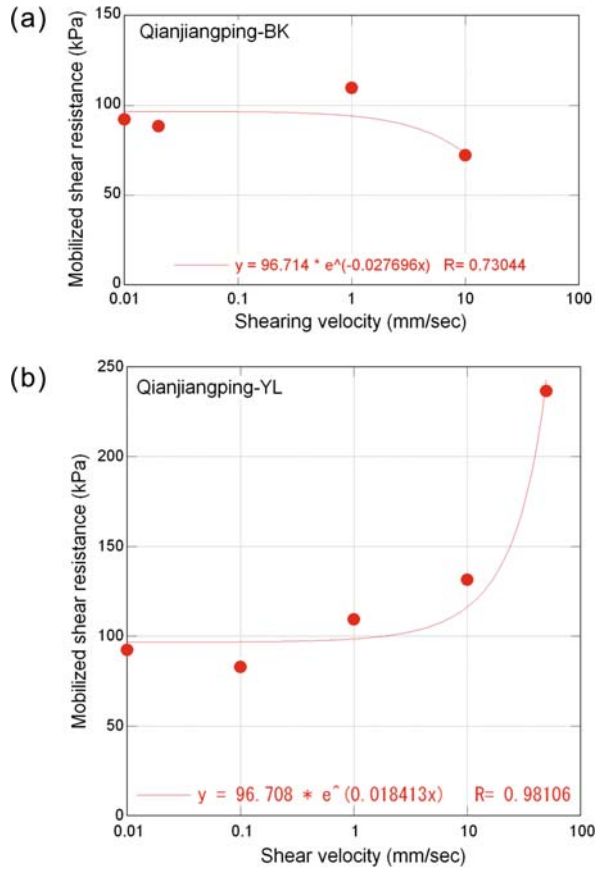 (a)
Qianjiangping-BK
Mobilized shear resistance (kPa)
150
100
50
0
y = 96.714 * e^(-0.027696x) R= 0.73044
0.01 0.1 1 10 100
Shearing velocity (mm/sec)
(b)
Qianjiangping-YL
Mobilized shear resistance (kPa)
250
200
150
100
50
0
y = 96.708 * e^(0.018413x) R= 0.98106
0.01 0.1 1 10 100
Shear velocity (mm/sec)